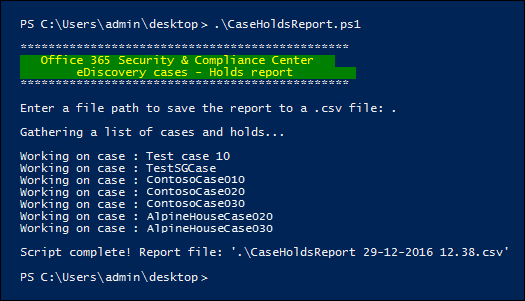 PS C:\Users\admin\desktop> .\CaseHoldsReport.ps1
***********************************************
Office 365 Security & Compliance Center
eDiscovery cases - Holds report
***********************************************
Enter a file path to save the report to a .csv file: .
Gathering a list of cases and holds...
Working on case : Test case 10
Working on case : TestSGCase
Working on case : ContosoCase010
Working on case : ContosoCase020
Working on case : ContosoCase030
Working on case : AlpineHouseCase020
Working on case : AlpineHouseCase030
Script complete! Report file: '.\CaseHoldsReport 29-12-2016 12.38.csv'
PS C:\Users\admin\desktop>